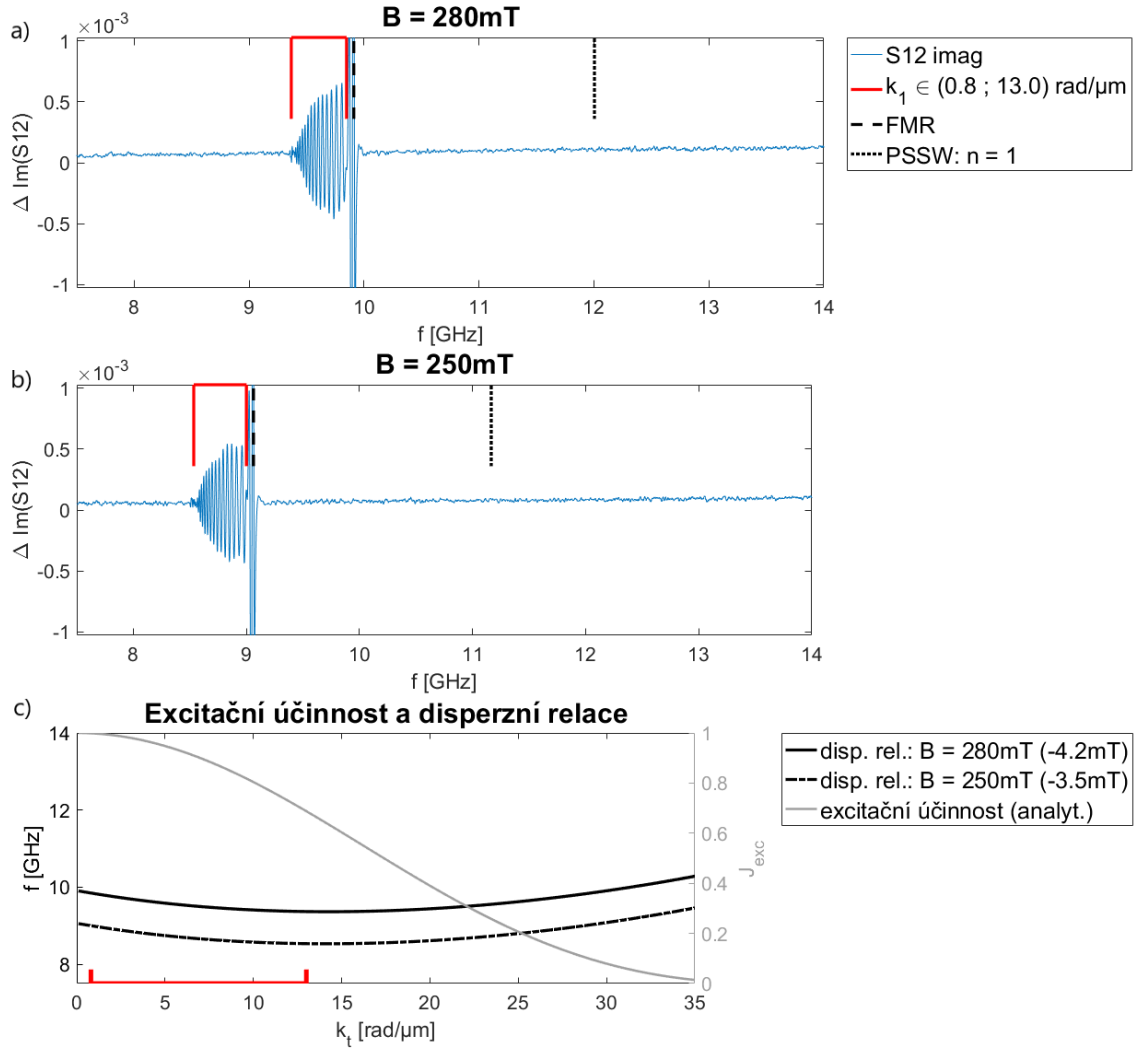 a)
B = 280mT
×10⁻³
1
0.5
0
-0.5
-1
Δ Im(S12)
8 9 10 11 12 13 14
f [GHz]
S12 imag
k₁ ∈ (0.8 ; 13.0) rad/µm
FMR
PSSW: n = 1
b)
B = 250mT
×10⁻³
1
0.5
0
-0.5
-1
Δ Im(S12)
8 9 10 11 12 13 14
f [GHz]
c)
Excitační účinnost a disperzní relace
14
12
10
8
f [GHz]
1
0.8
0.6
0.4
0.2
0
J_exc
0 5 10 15 20 25 30 35
k_t [rad/µm]
disp. rel.: B = 280mT (-4.2mT)
disp. rel.: B = 250mT (-3.5mT)
excitační účinnost (analyt.)